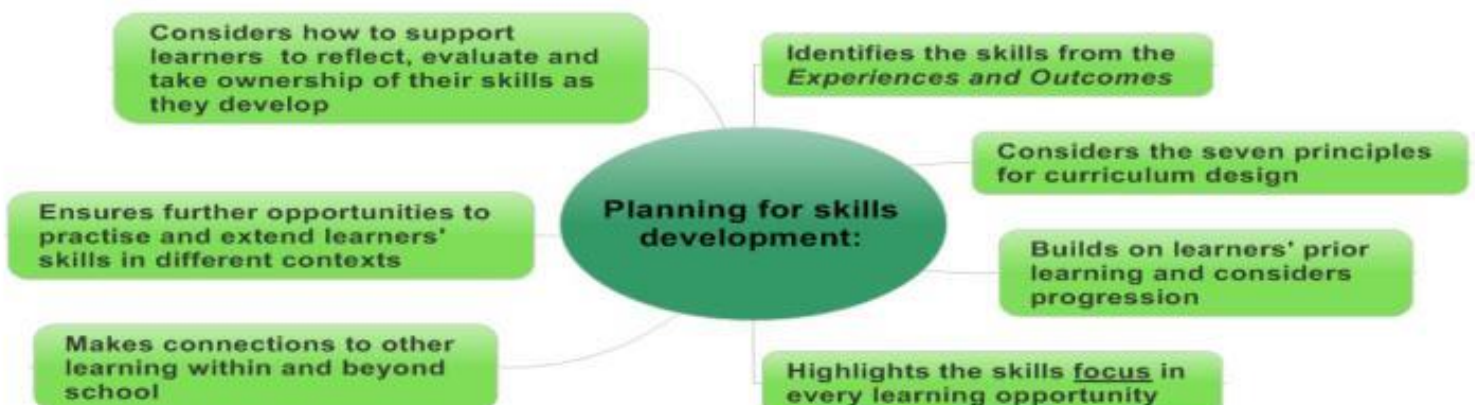 Planning for skills
development:
Identifies the skills from the
Experiences and Outcomes
Considers the seven principles
for curriculum design
Builds on learners' prior
learning and considers
progression
Highlights the skills focus in
every learning opportunity
Makes connections to other
learning within and beyond
school
Ensures further opportunities to
practise and extend learners'
skills in different contexts
Considers how to support
learners to reflect, evaluate and
take ownership of their skills as
they develop